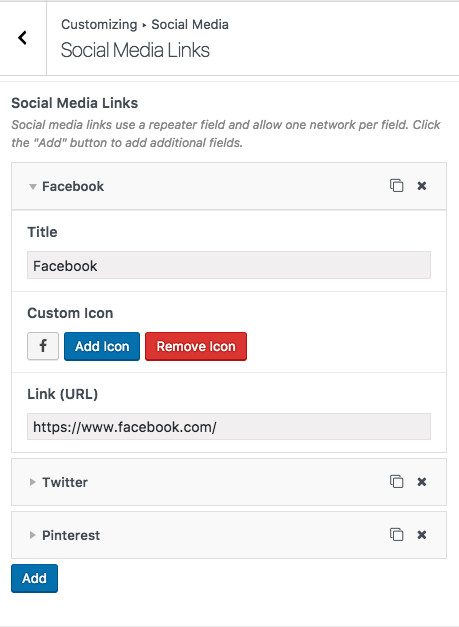 Customizing ▸ Social Media
Social Media Links
Social Media Links
Social media links use a repeater field and allow one network per field. Click
the "Add" button to add additional fields.
Facebook
Title
Facebook
Custom Icon
Add Icon Remove Icon
Link (URL)
https://www.facebook.com/
Twitter
Pinterest
Add